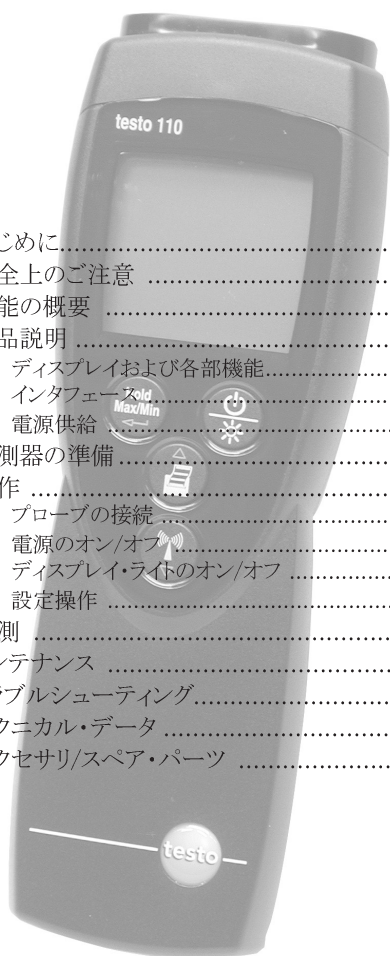 testo 110
じめに
全上のご注意
能の概要
品説明
ディスプレイおよび各部機能
インタフェース
電源供給
測器の準備
作
プローブの接続
電源のオン/オフ
ディスプレイ・ライトのオン/オフ
設定操作
測
ンテナンス
ラブルシューティング
クニカル・データ
クセサリ/スペア・パーツ
Hold
Max/Min
testo